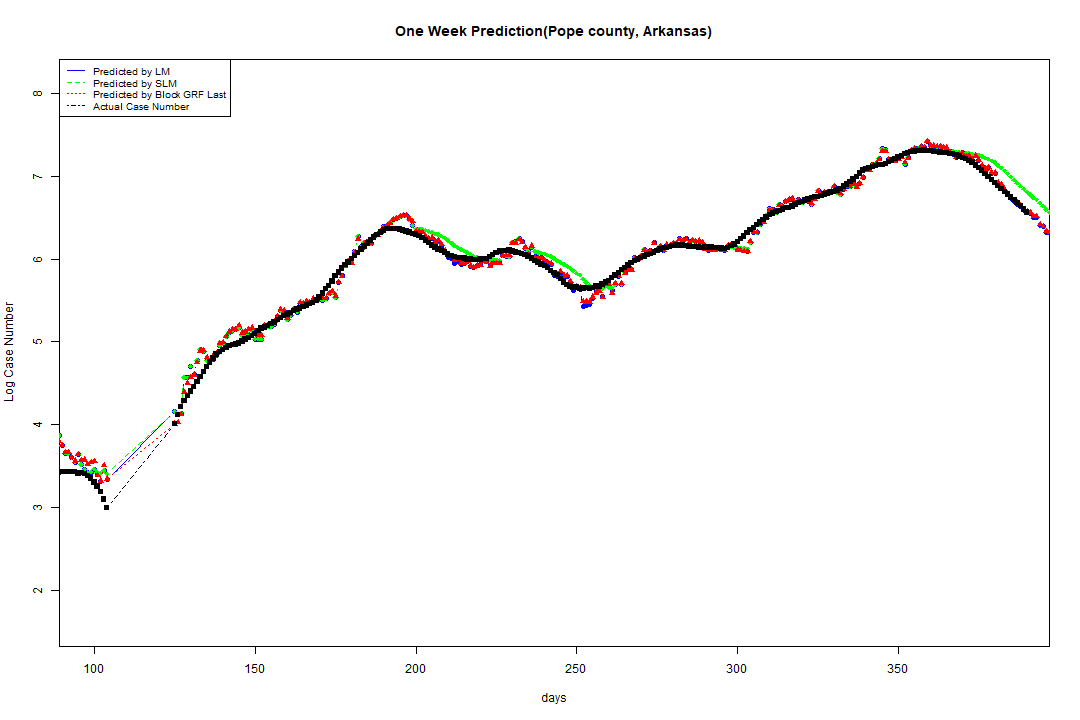 One Week Prediction(Pope county, Arkansas)
Predicted by LM
Predicted by SLM
Predicted by Block GRF Last
Actual Case Number
8
7
6
5
4
3
2
Log Case Number
100 150 200 250 300 350
days